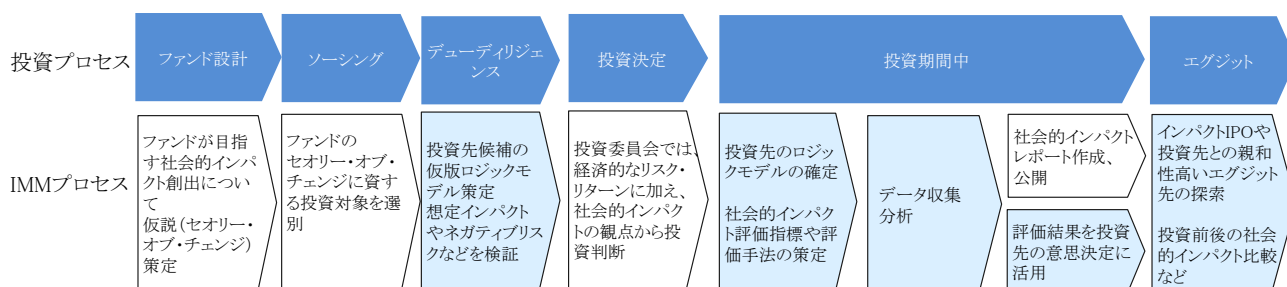 投資プロセス
ファンド設計
ソーシング
デューディリジェ
ンス
投資決定
投資期間中
エグジット
IMMプロセス
ファンドが目指
す社会的インパ
クト創出につい
て
仮説（セオリー・
オブ・チェンジ）
策定
ファンドの
セオリー・オブ・
チェンジに資す
る投資対象を選
別
投資先候補の
仮版ロジックモ
デル策定
想定インパクト
やネガティブリス
クなどを検証
投資委員会では、
経済的なリスク・
リターンに加え、
社会的インパク
トの観点から投
資判断
投資先のロジッ
クモデルの確定
社会的インパク
ト評価指標や評
価手法の策定
データ収集
分析
社会的インパクト
レポート作成、
公開
評価結果を投資
先の意思決定に
活用
インパクトIPOや
投資先との親和
性高いエグジット
先の探索
投資前後の社会
的インパクト比較
など